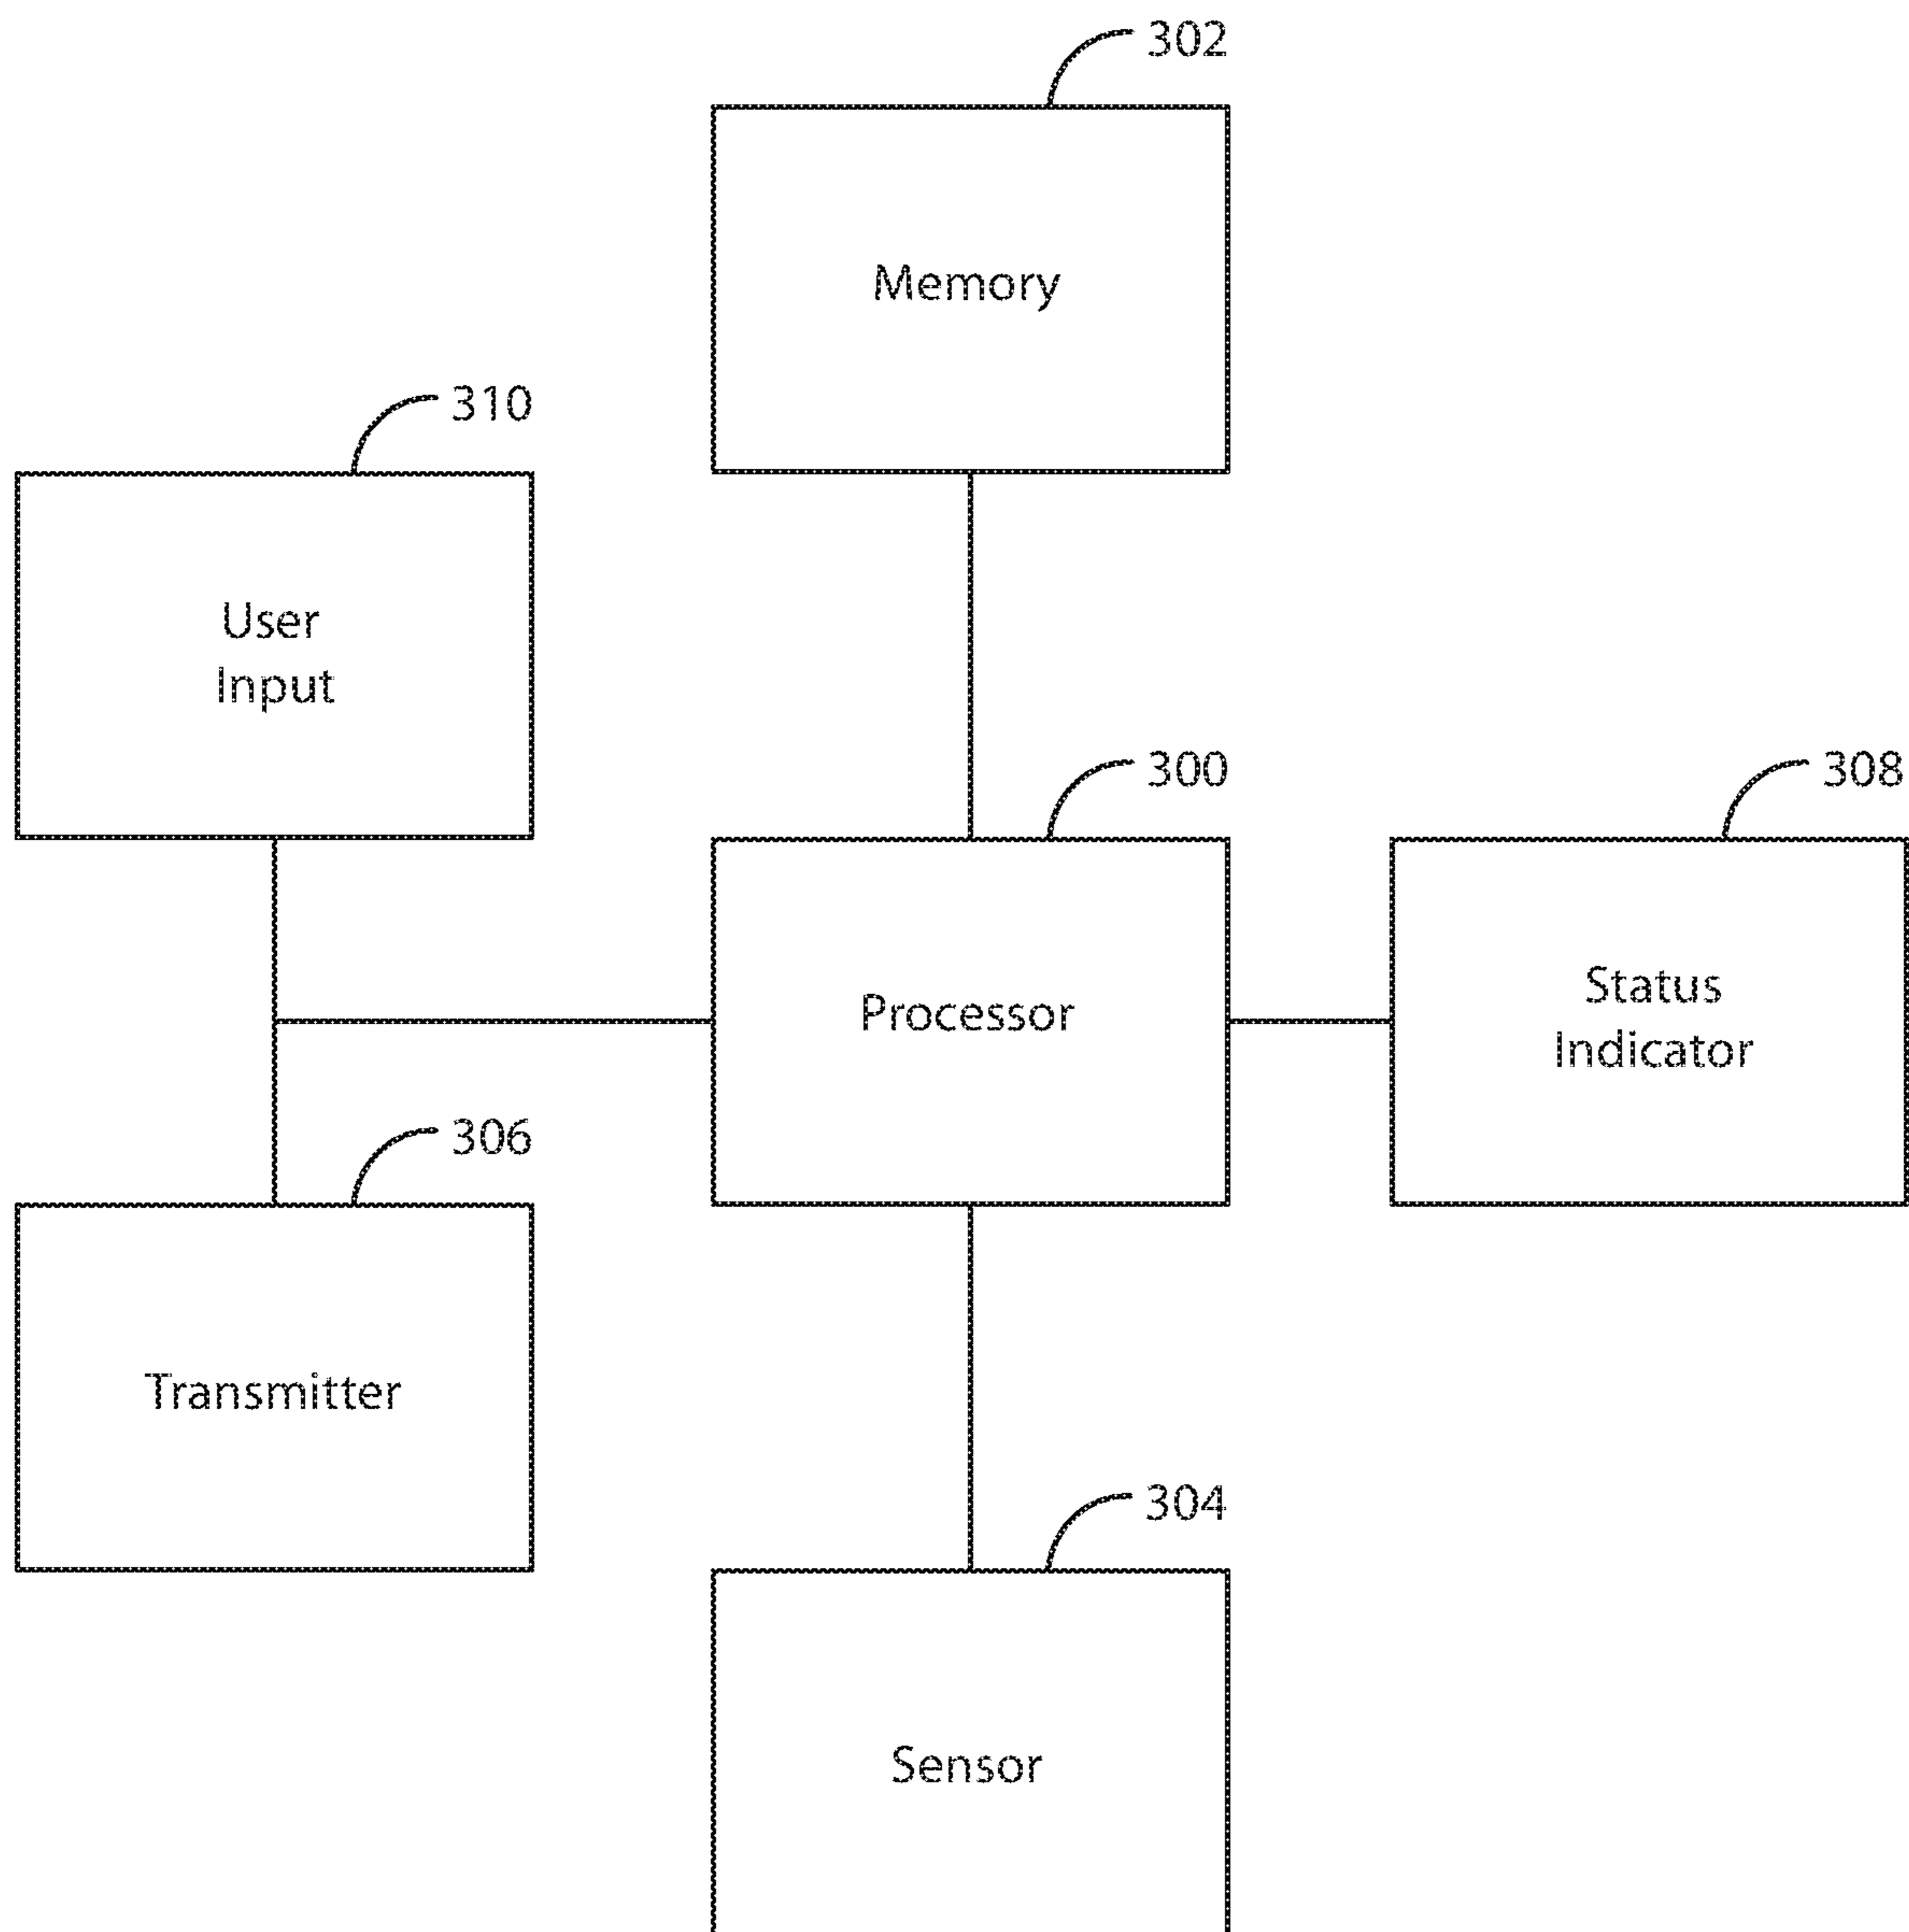 302
Memory
310
User
Input
300
308
Processor
Status
Indicator
306
Transmitter
304
Sensor